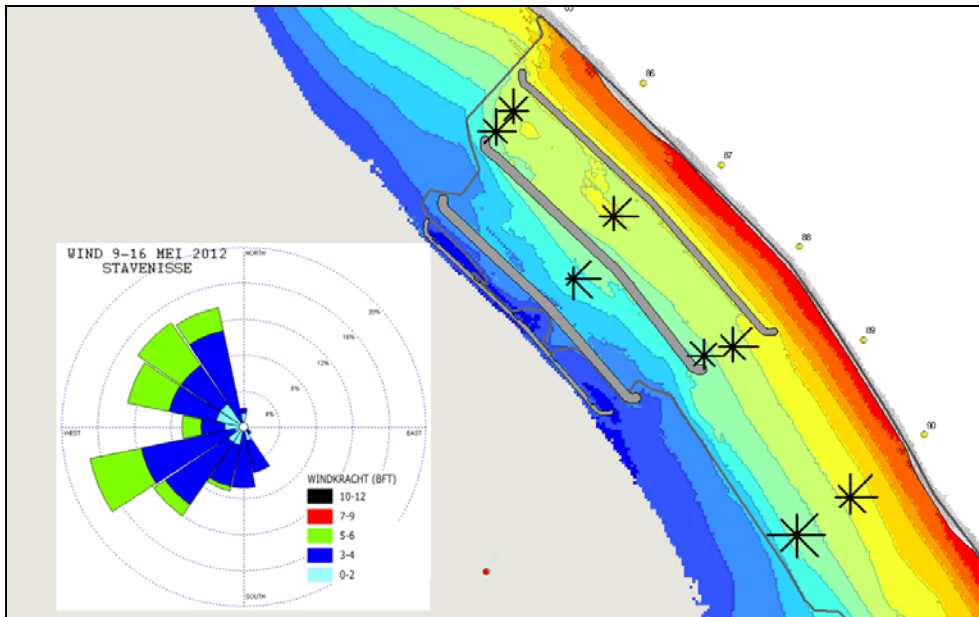 86
87
88
89
90
WIND 9-16 MEI 2012
STAVENISSE
NORTH
20%
16%
12%
8%
4%
WEST
EAST
SOUTH
WINDKRACHT (BFT)
10-12
7-9
5-6
3-4
0-2